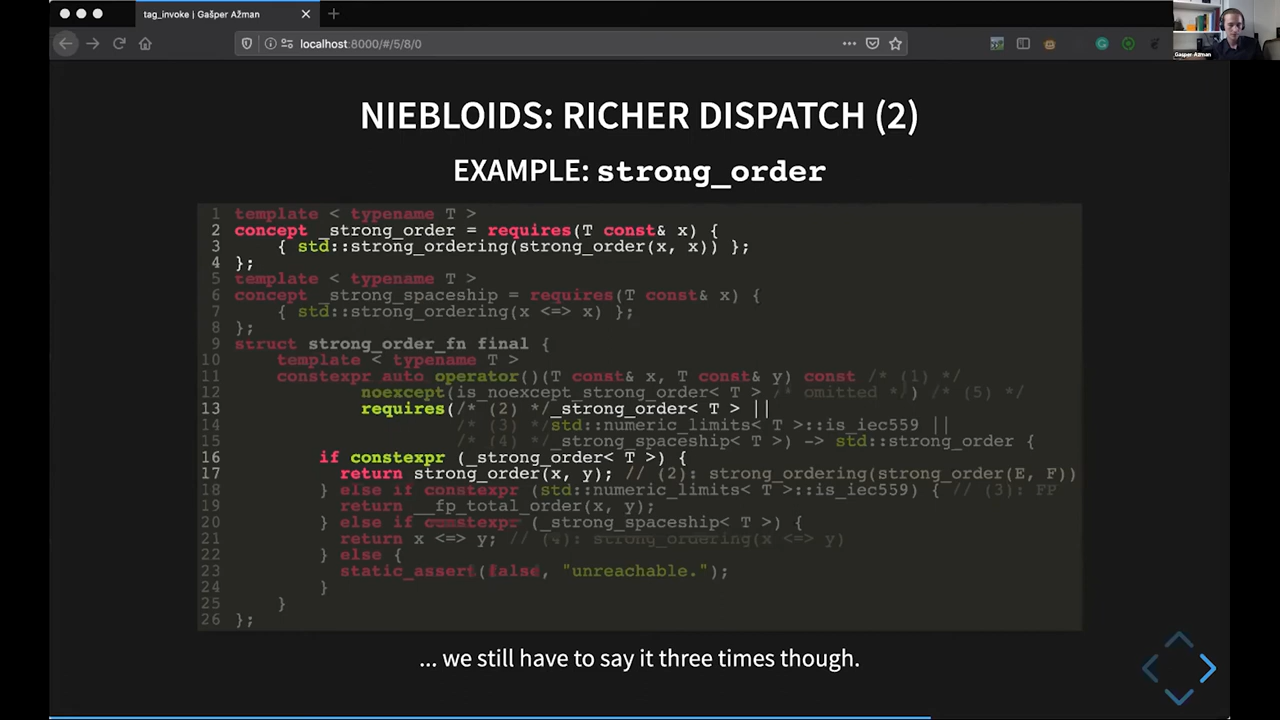 tag_invoke | Gašper Ažman
localhost:8000/#/5/8/0
Gašper Ažman
NIEBLOIDS: RICHER DISPATCH (2)
EXAMPLE: strong_order
1 template < typename T >
2 concept _strong_order = requires(T const& x) {
3 { std::strong_ordering(strong_order(x, x)) };
4 };
5 template < typename T >
6 concept _strong_spaceship = requires(T const& x) {
7 { std::strong_ordering(x <=> x) };
8 };
9 struct strong_order_fn final {
10 template < typename T >
11 constexpr auto operator()(T const& x, T const& y) const /* (1) */
12 noexcept(is_noexcept_strong_order< T > /* omitted */) /* (5) */
13 requires(/* (2) */_strong_order< T > ||
14 /* (3) */std::numeric_limits< T >::is_iec559 ||
15 /* (4) */_strong_spaceship< T >) -> std::strong_order {
16 if constexpr (_strong_order< T >) {
17 return strong_order(x, y); // (2): strong_ordering(strong_order(E, F))
18 } else if constexpr (std::numeric_limits< T >::is_iec559) { // (3): FP
19 return __fp_total_order(x, y);
20 } else if constexpr (_strong_spaceship< T >) {
21 return x <=> y; // (4): strong_ordering(x <=> y)
22 } else {
23 static_assert(false, "unreachable.");
24 }
25 }
26 };
... we still have to say it three times though.